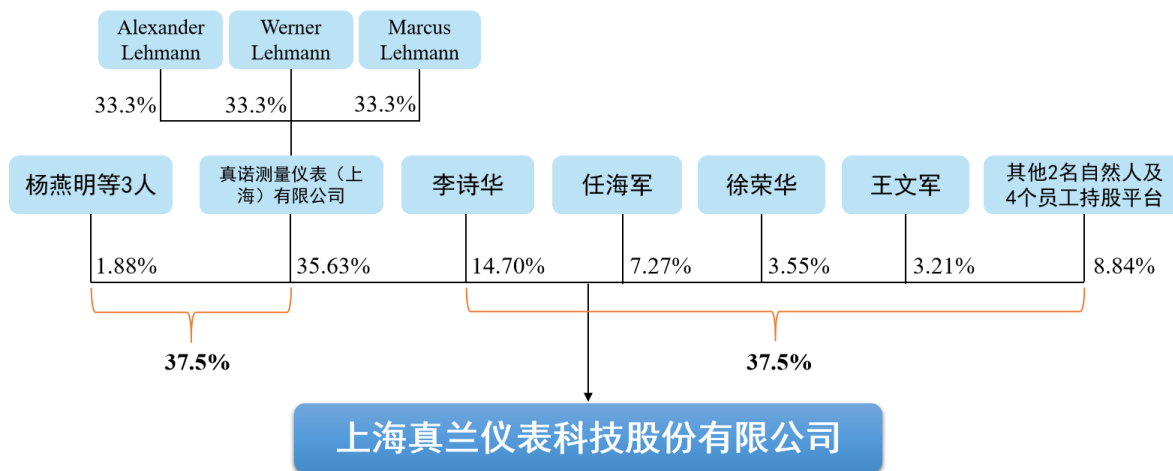 Alexander
Lehmann
Werner
Lehmann
Marcus
Lehmann
33.3%
33.3%
33.3%
杨燕明等3人
真诺测量仪表（上
海）有限公司
李诗华
任海军
徐荣华
王文军
其他2名自然人及
4个员工持股平台
1.88%
35.63%
14.70%
7.27%
3.55%
3.21%
8.84%
37.5%
37.5%
上海真兰仪表科技股份有限公司